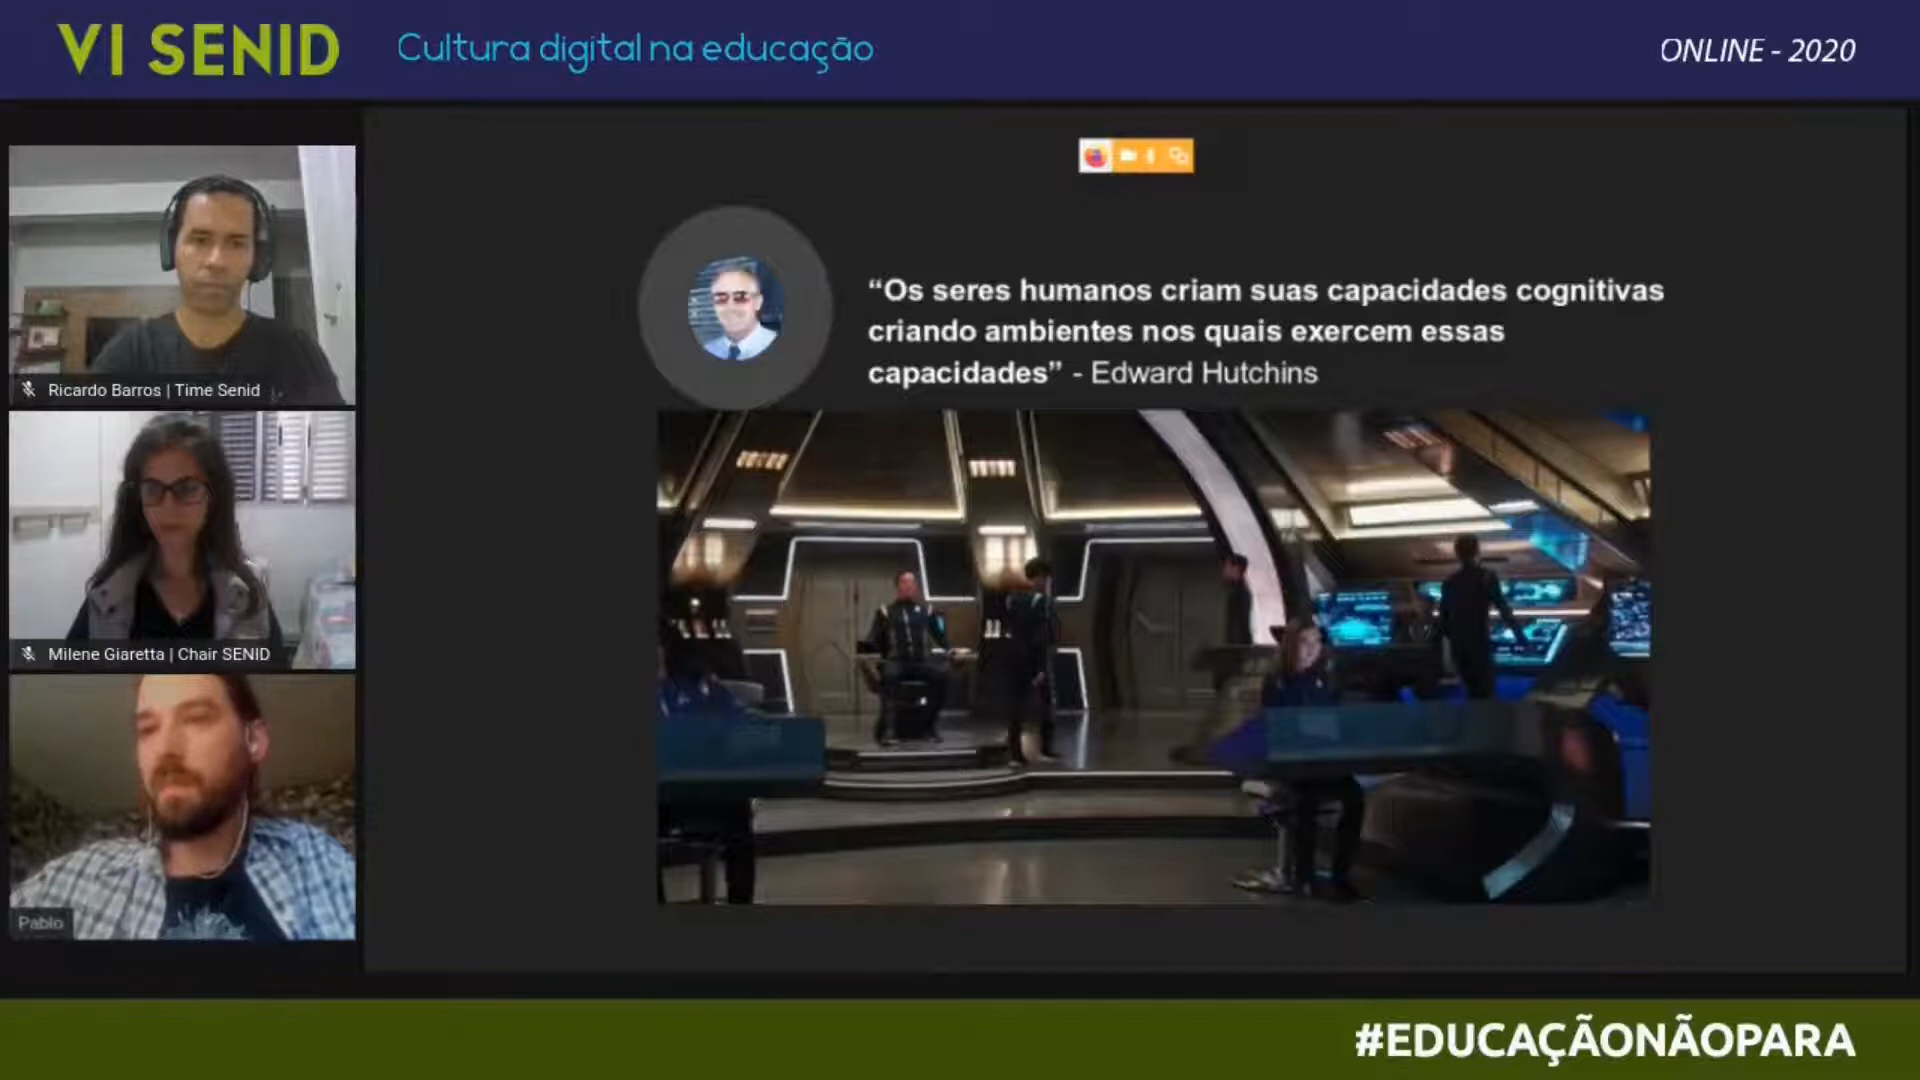 VI SENID
Cultura digital na educação
ONLINE - 2020
Ricardo Barros | Time Senid
Milene Giaretta | Chair SENID
Pablo
“Os seres humanos criam suas capacidades cognitivas
criando ambientes nos quais exercem essas
capacidades” - Edward Hutchins
#EDUCAÇÃONÃOPARA